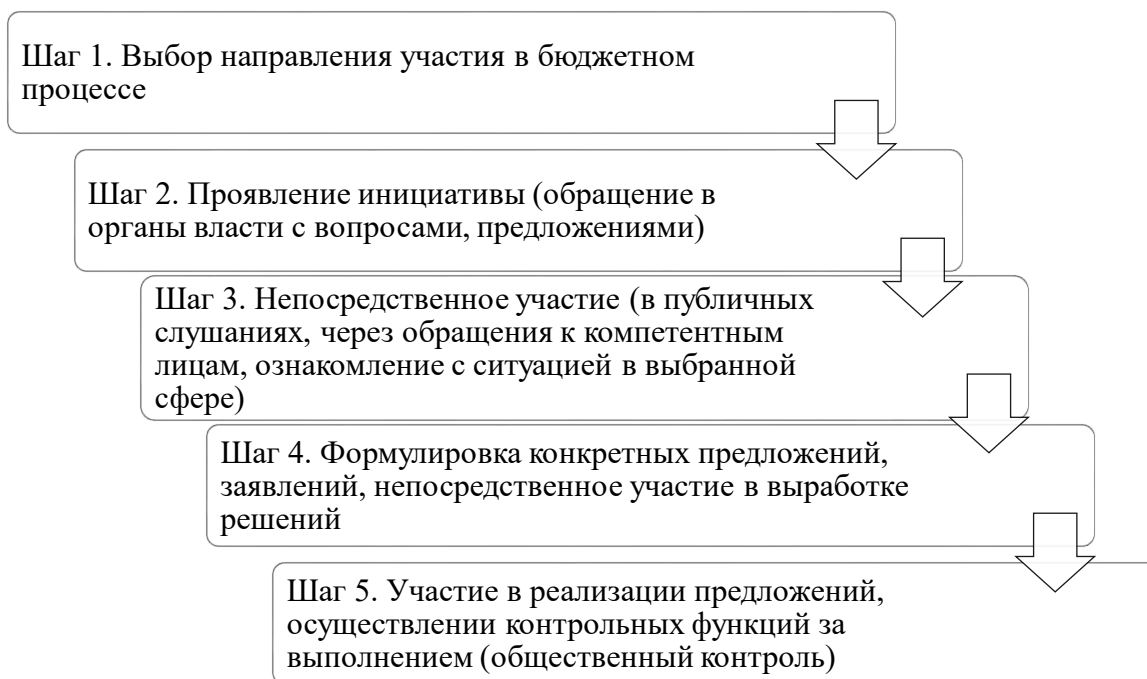 Шаг 1. Выбор направления участия в бюджетном
процессе
Шаг 2. Проявление инициативы (обращение в
органы власти с вопросами, предложениями)
Шаг 3. Непосредственное участие (в публичных
слушаниях, через обращения к компетентным
лицам, ознакомление с ситуацией в выбранной
сфере)
Шаг 4. Формулировка конкретных предложений,
заявлений, непосредственное участие в выработке
решений
Шаг 5. Участие в реализации предложений,
осуществлении контрольных функций за
выполнением (общественный контроль)